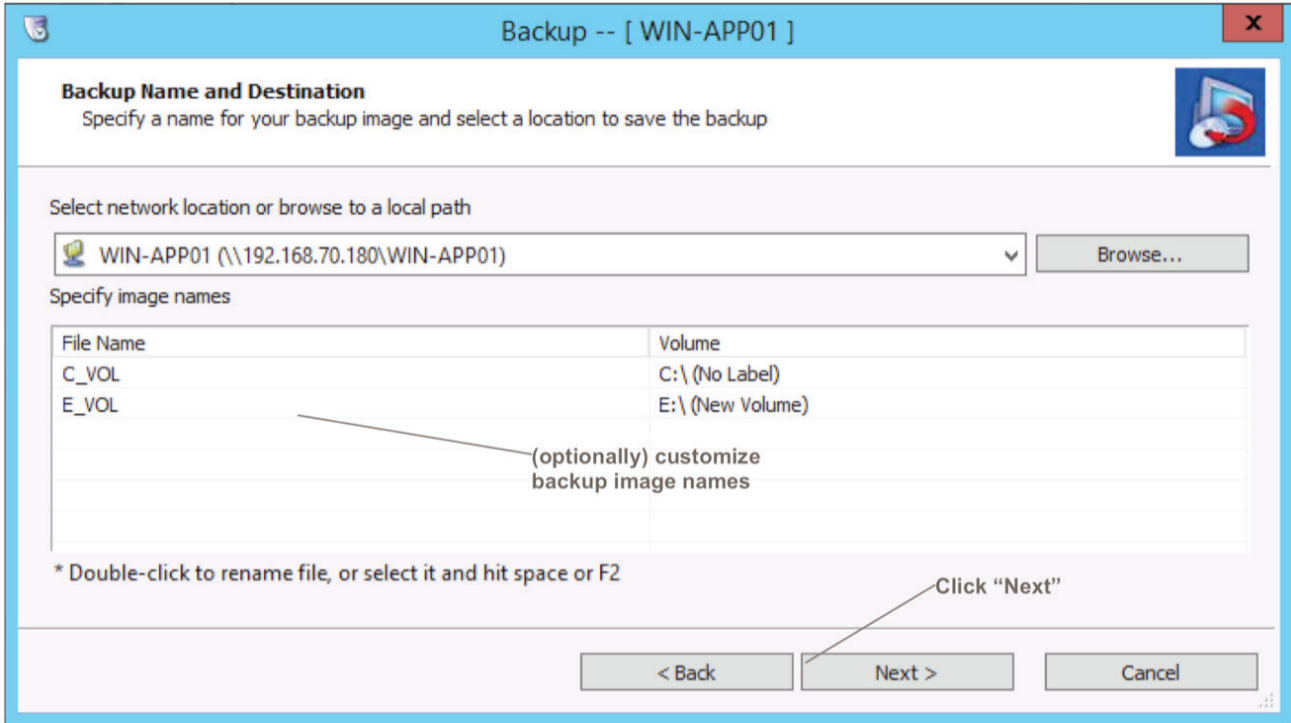 Backup -- [ WIN-APP01 ]
x
Backup Name and Destination
Specify a name for your backup image and select a location to save the backup
Select network location or browse to a local path
WIN-APP01 (\\192.168.70.180\WIN-APP01)
Browse...
Specify image names
File Name Volume
C_VOL C:\ (No Label)
E_VOL E:\ (New Volume)
(optionally) customize
backup image names
* Double-click to rename file, or select it and hit space or F2
Click “Next”
< Back Next > Cancel